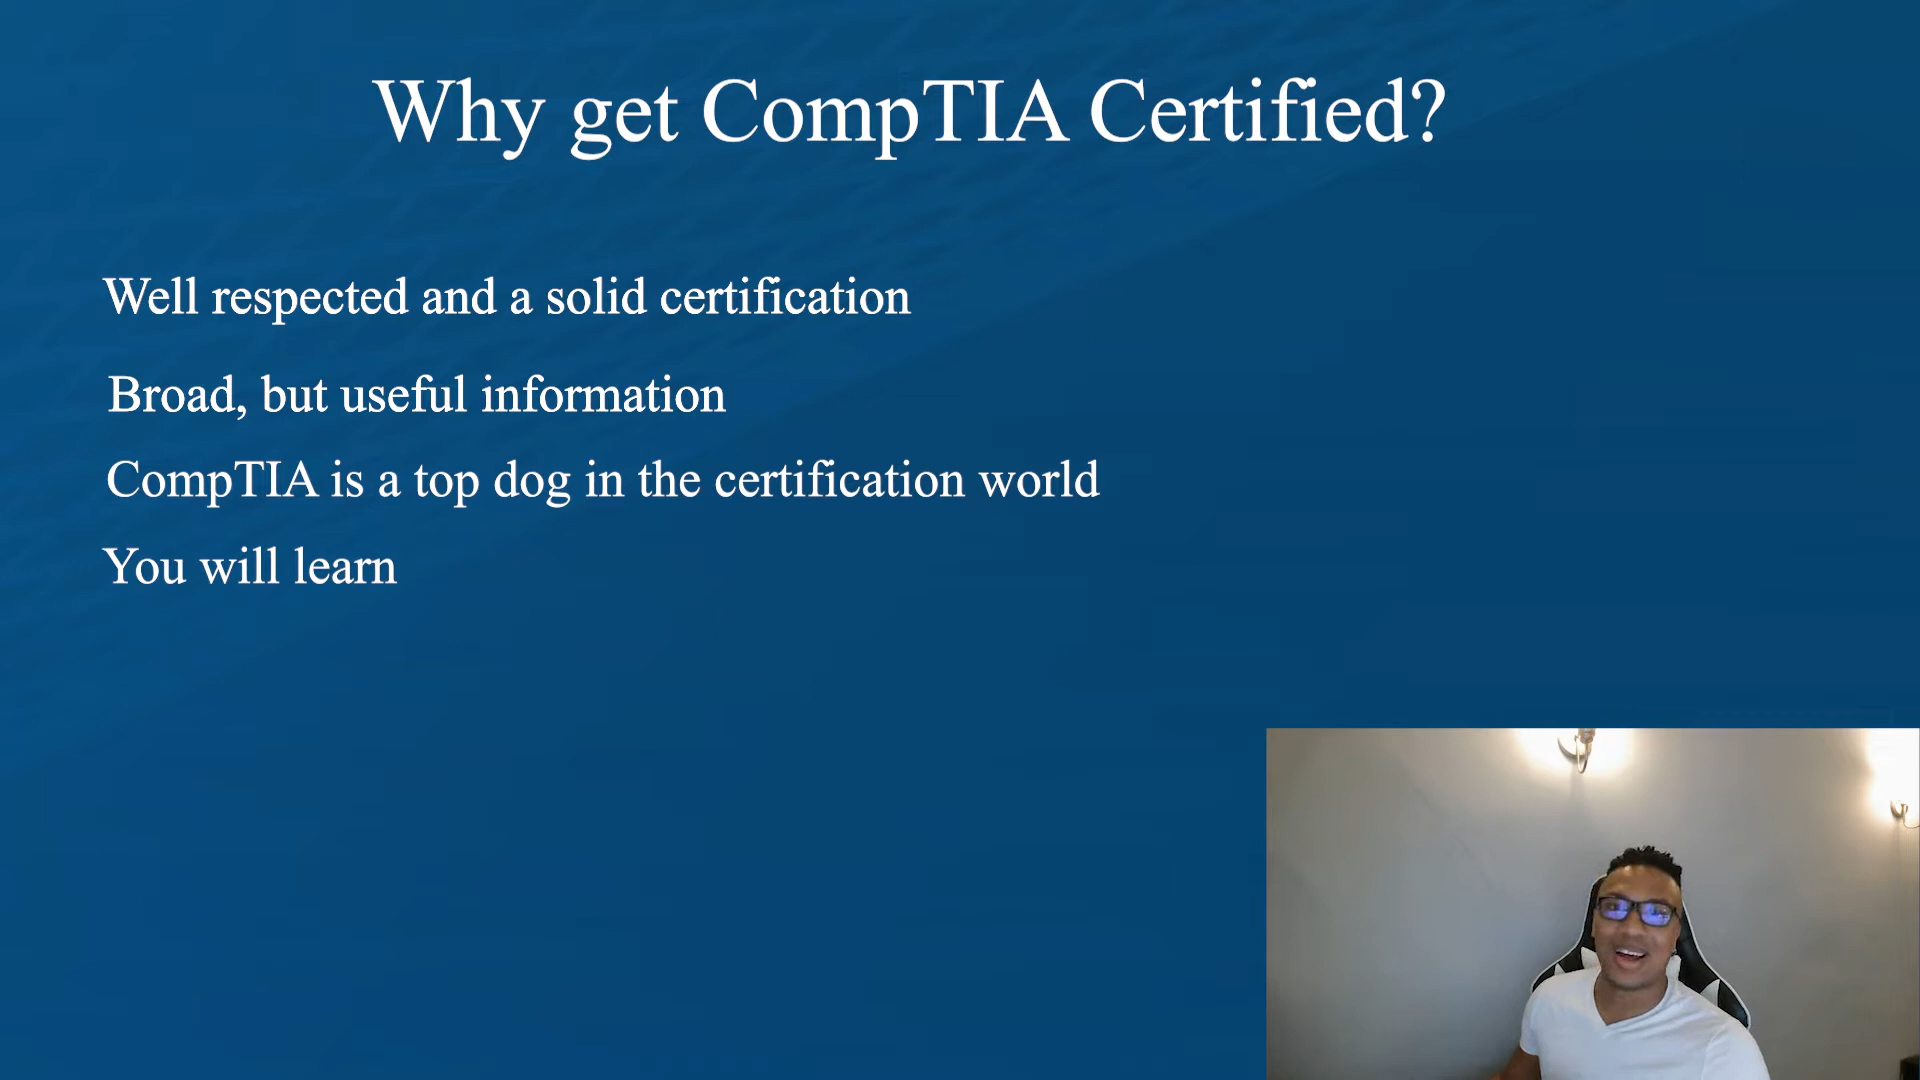 Why get CompTIA Certified?
Well respected and a solid certification
Broad, but useful information
CompTIA is a top dog in the certification world
You will learn